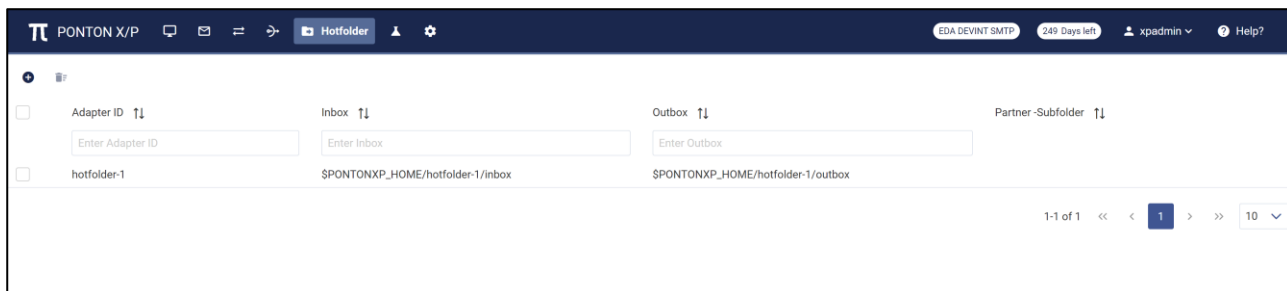 PONTON X/P Hotfolder EDA DEVINT SMTP 249 Days left xpadmin Help?
Adapter ID Inbox Outbox Partner -Subfolder
Enter Adapter ID Enter Inbox Enter Outbox
hotfolder-1 $PONTONXP_HOME/hotfolder-1/inbox $PONTONXP_HOME/hotfolder-1/outbox
1-1 of 1 << < 1 > >> 10